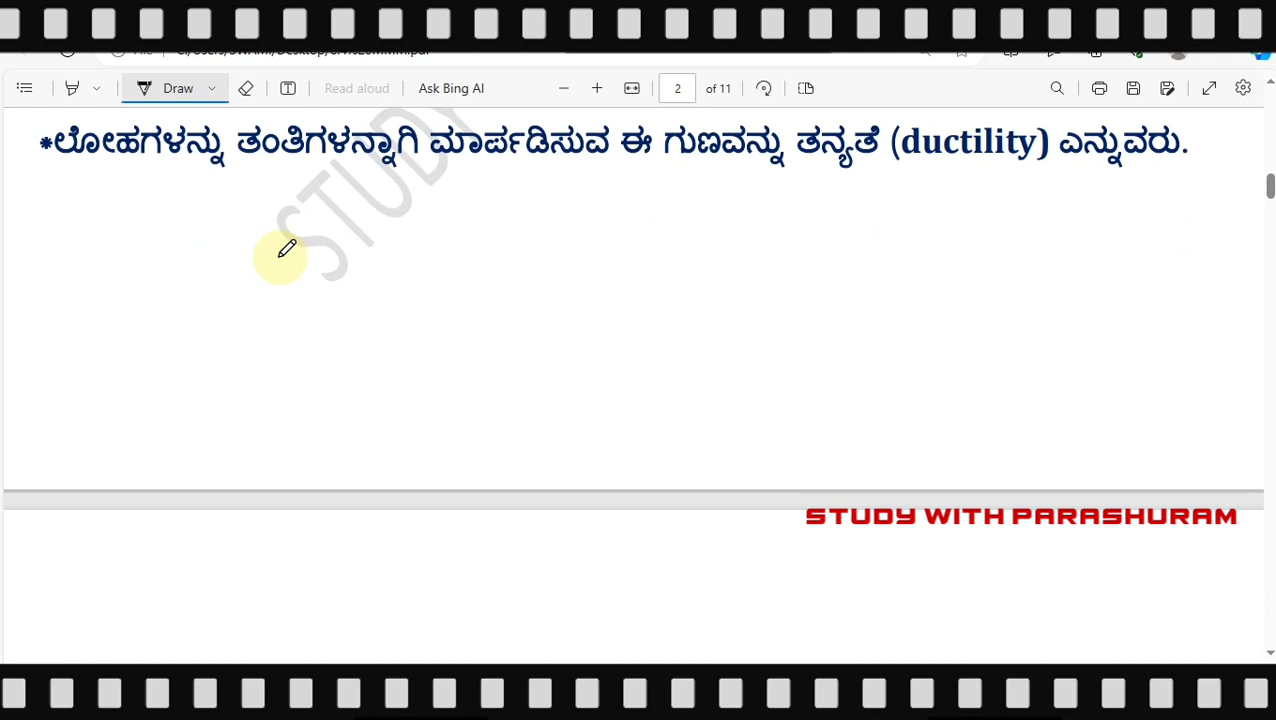 Draw
Read aloud
Ask Bing AI
2
of 11
*ಲೋಹಗಳನ್ನು ತಂತಿಗಳನ್ನಾಗಿ ಮಾರ್ಪಡಿಸುವ ಈ ಗುಣವನ್ನು ತನ್ಯತೆ (ductility) ಎನ್ನುವರು.
STUDY
STUDY WITH PARASHURAM